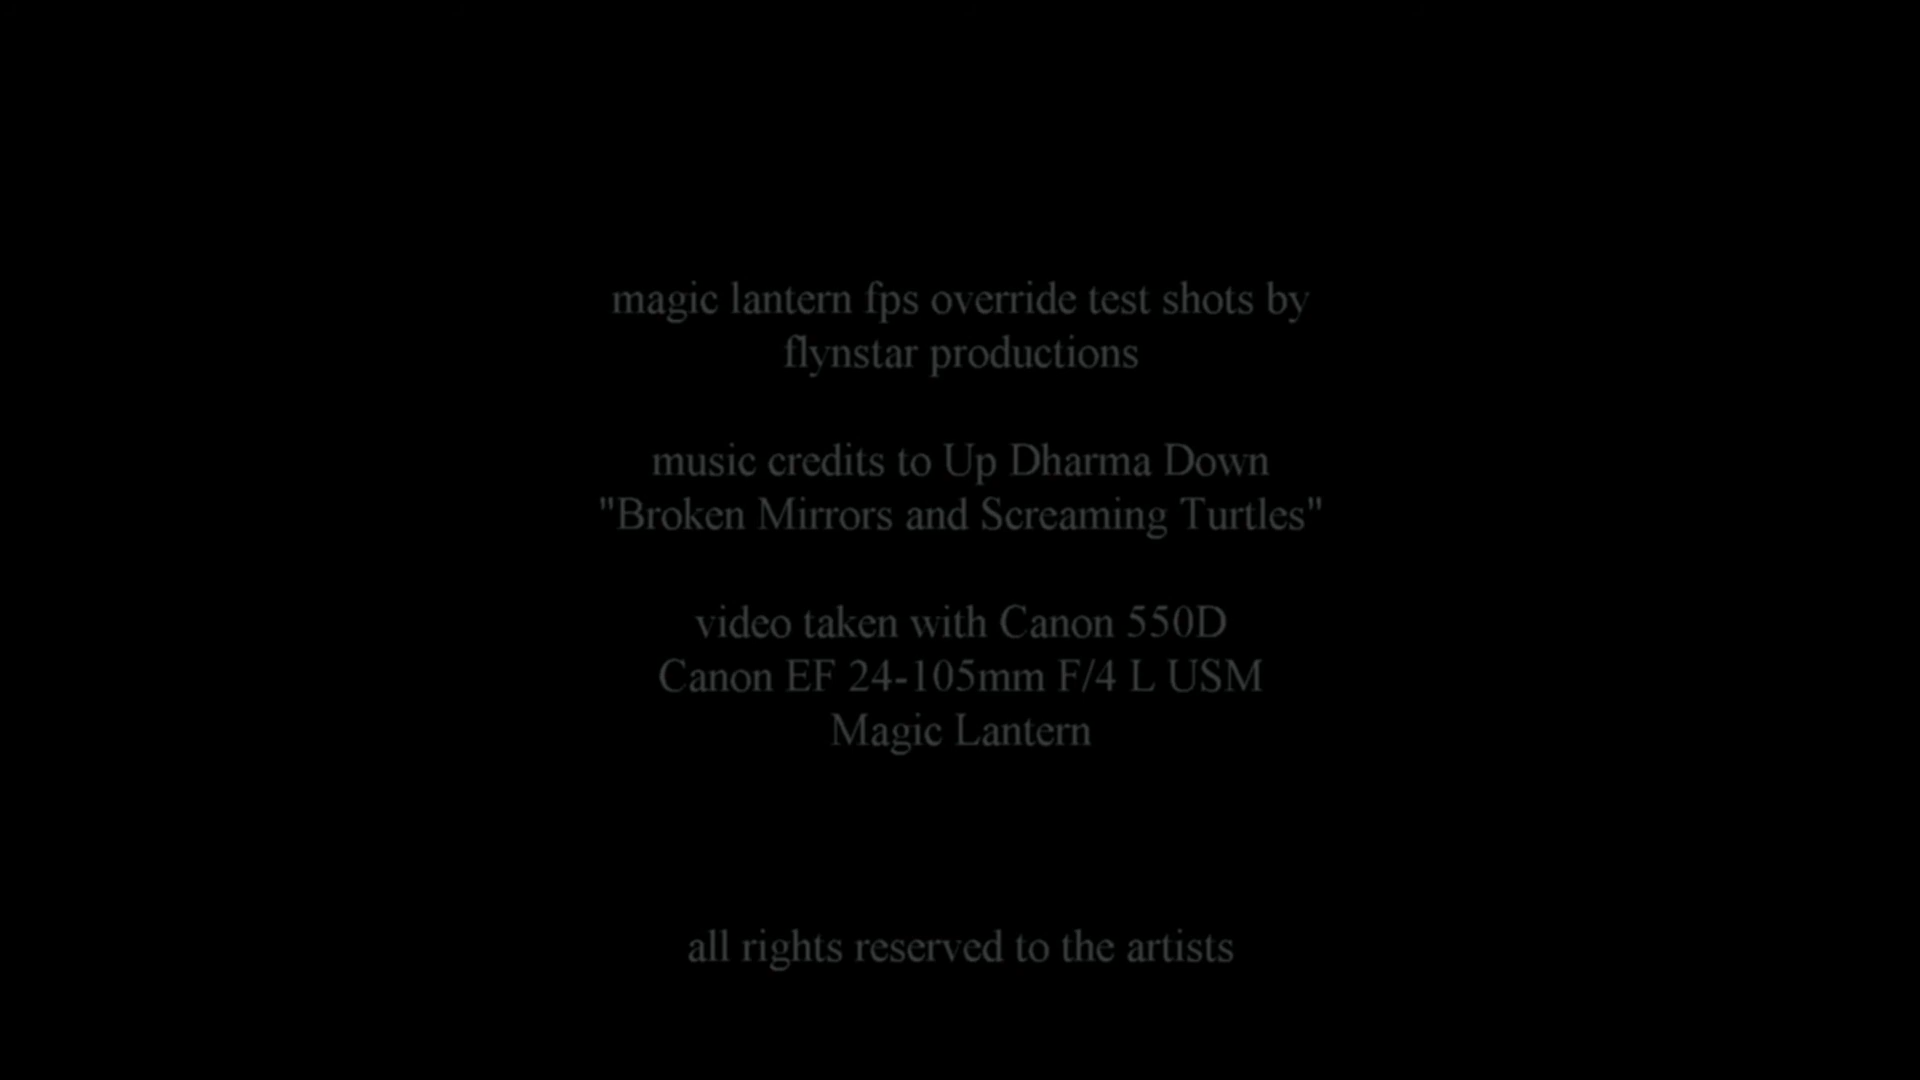 magic lantern fps override test shots by
flynstar productions
music credits to Up Dharma Down
"Broken Mirrors and Screaming Turtles"
video taken with Canon 550D
Canon EF 24-105mm F/4 L USM
Magic Lantern
all rights reserved to the artists